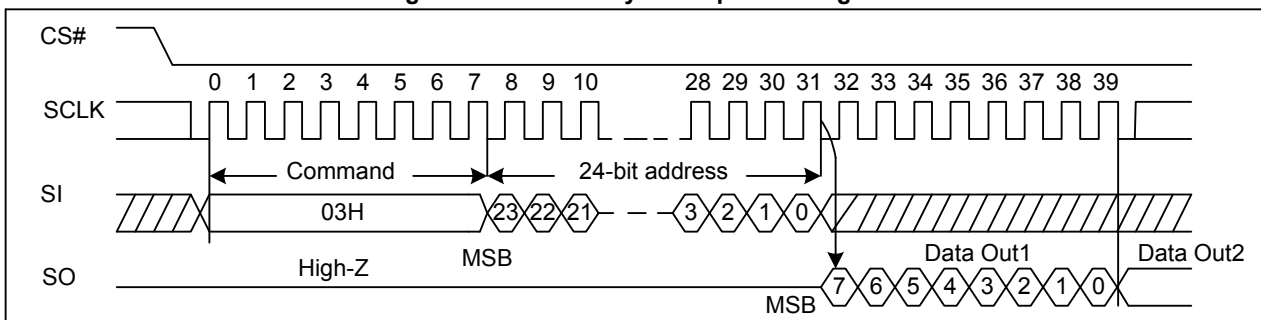 CS#
0 1 2 3 4 5 6 7 8 9 10 28 29 30 31 32 33 34 35 36 37 38 39
SCLK
Command 24-bit address
SI
03H 23 22 21 3 2 1 0
MSB Data Out1 Data Out2
High-Z
SO
7 6 5 4 3 2 1 0
MSB